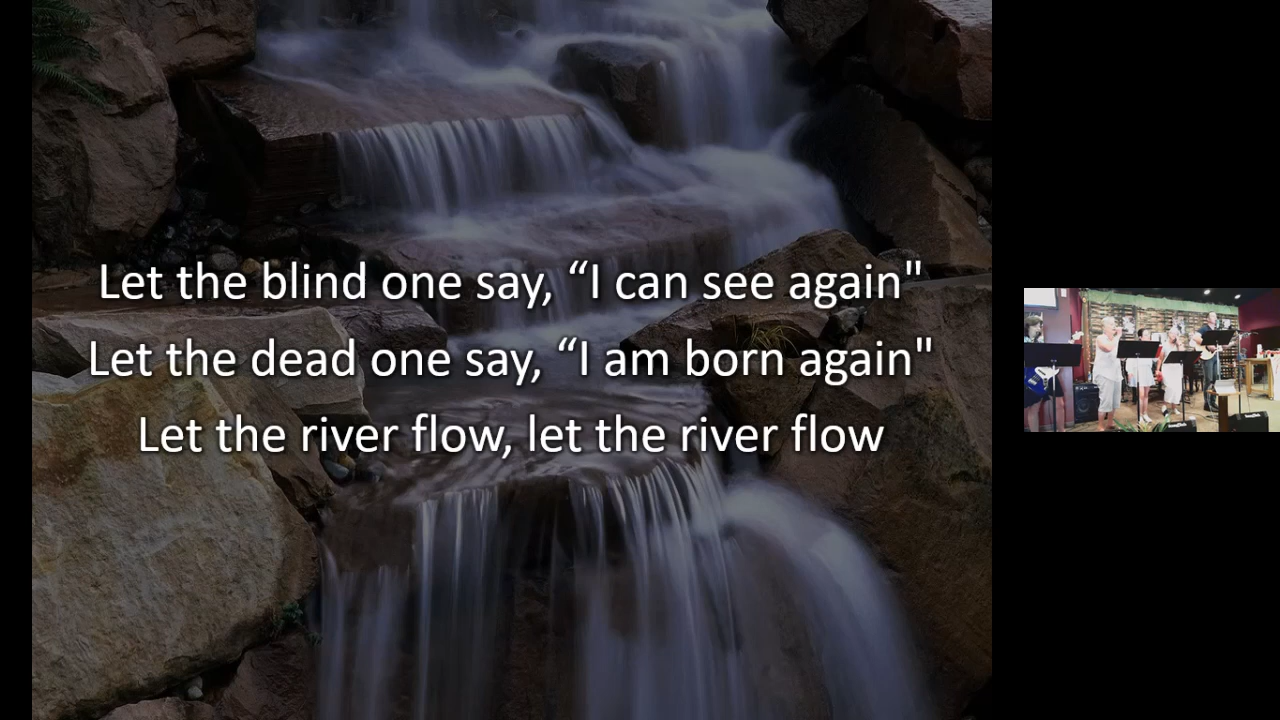 Let the blind one say, “I can see again"
Let the dead one say, “I am born again"
Let the river flow, let the river flow